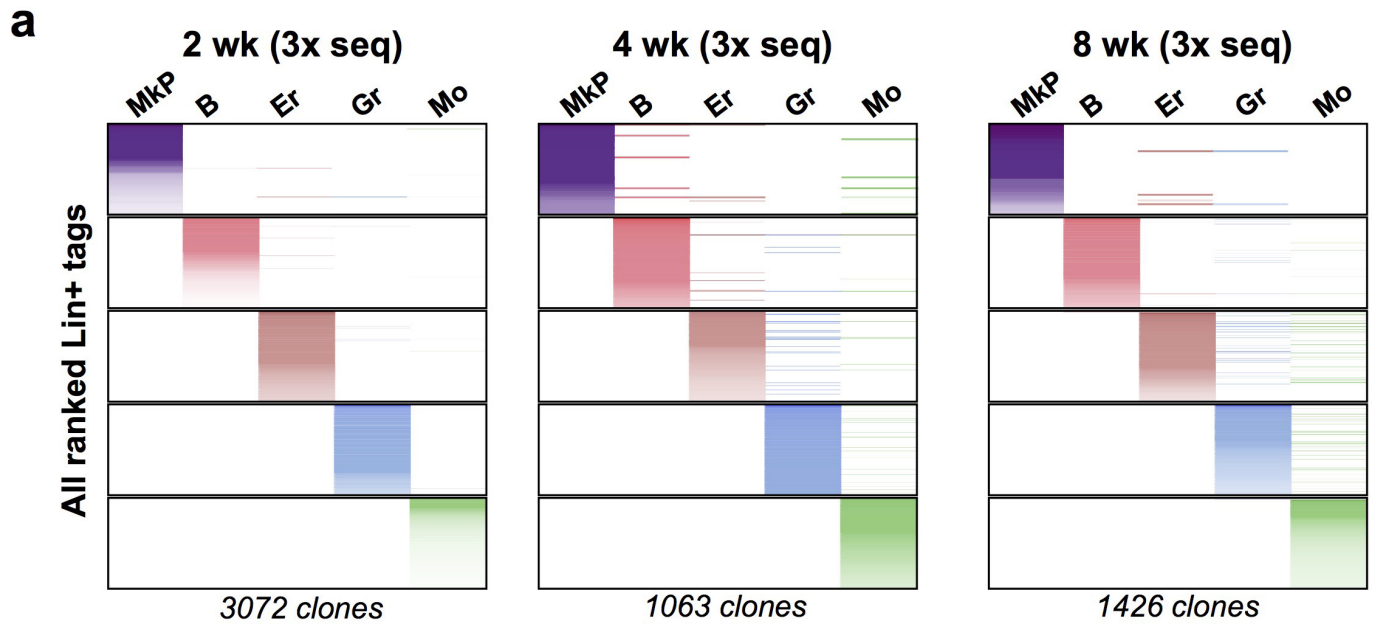 a
2 wk (3x seq)
4 wk (3x seq)
8 wk (3x seq)
MkP B Er Gr Mo
MkP B Er Gr Mo
MkP B Er Gr Mo
All ranked Lin+ tags
3072 clones
1063 clones
1426 clones